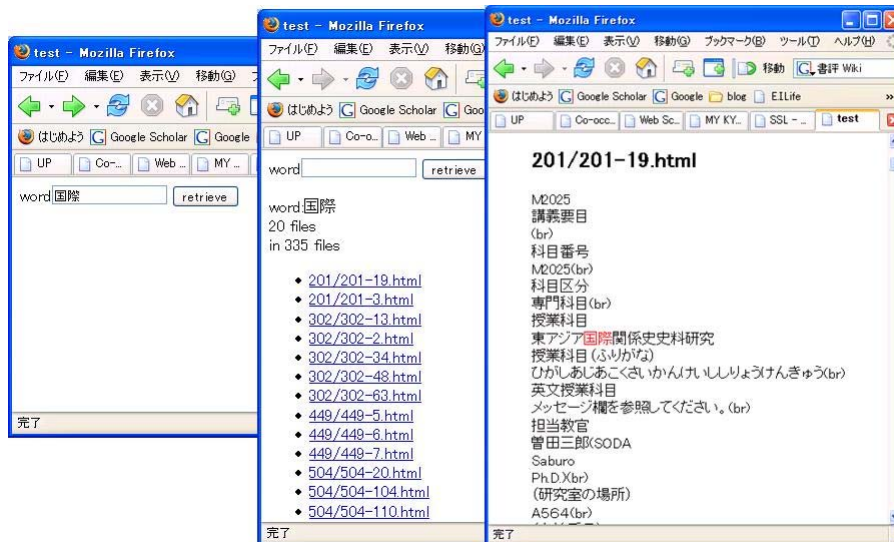 test - Mozilla Firefox
ファイル(F) 編集(E) 表示(V) 移動(G)
はじめよう Google Scholar Google
UP Co-... Web ... MY ...
word 国際 retrieve
完了
test - Mozilla Firefox
ファイル(F) 編集(E) 表示(V) 移動(G)
はじめよう Google Scholar Goo
UP Co-o... Web ... MY
word retrieve
word:国際
20 files
in 335 files
• 201/201-19.html
• 201/201-3.html
• 302/302-13.html
• 302/302-2.html
• 302/302-34.html
• 302/302-48.html
• 302/302-63.html
• 449/449-5.html
• 449/449-6.html
• 449/449-7.html
• 504/504-20.html
• 504/504-104.html
• 504/504-110.html
完了
test - Mozilla Firefox
ファイル(F) 編集(E) 表示(V) 移動(G) ブックマーク(B) ツール(T) ヘルプ(H)
移動 書評 Wiki
はじめよう Google Scholar Google blog E.I.Life »
UP Co-occ... Web Sc... MY KY... SSL - ... test
201/201-19.html
M2025
講義要目
(br)
科目番号
M2025(br)
科目区分
専門科目(br)
授業科目
東アジア国際関係史史料研究
授業科目(ふりがな)
ひがしあじあこくさいかんけいししりょうけんきゅう(br)
英文授業科目
メッセージ欄を参照してください。(br)
担当教官
曽田三郎(SODA
Saburo
Ph.D.)(br)
(研究室の場所)
A564(br)
完了